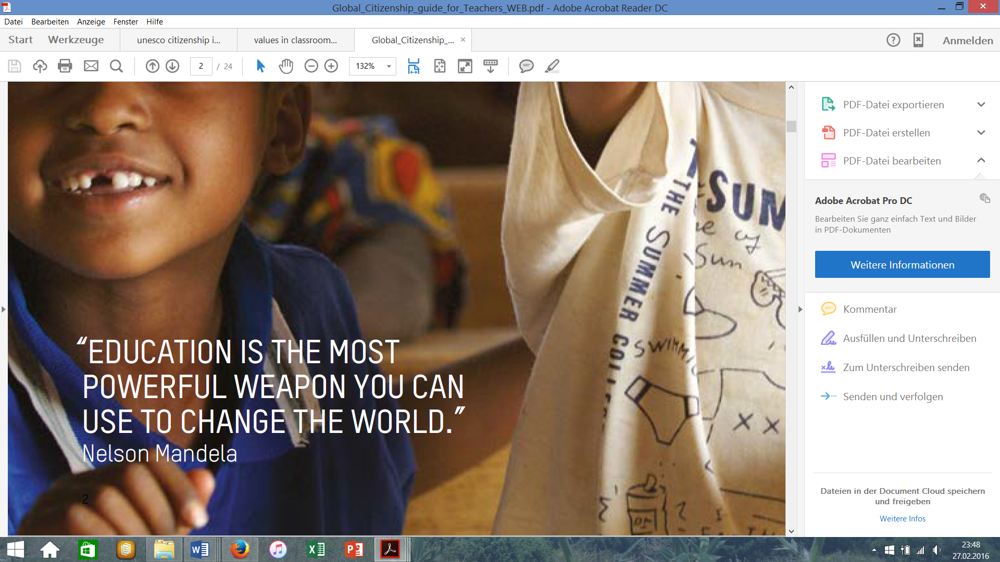 Global_Citizenship_guide_for_Teachers_WEB.pdf - Adobe Acrobat Reader DC
Datei Bearbeiten Anzeige Fenster Hilfe
Start Werkzeuge unesco citizenship i... values in classroom... Global_Citizenship_... Anmelden
2 / 24 132%
PDF-Datei exportieren
PDF-Datei erstellen
PDF-Datei bearbeiten
Adobe Acrobat Pro DC
Bearbeiten Sie ganz einfach Text und Bilder
in PDF-Dokumenten
Weitere Informationen
Kommentar
Ausfüllen und Unterschreiben
Zum Unterschreiben senden
Senden und verfolgen
Dateien in der Document Cloud speichern
und freigeben
Weitere Infos
THE SUMMER
SUM
Sum
“EDUCATION IS THE MOST
POWERFUL WEAPON YOU CAN
USE TO CHANGE THE WORLD.”
Nelson Mandela
2
23:48
27.02.2016